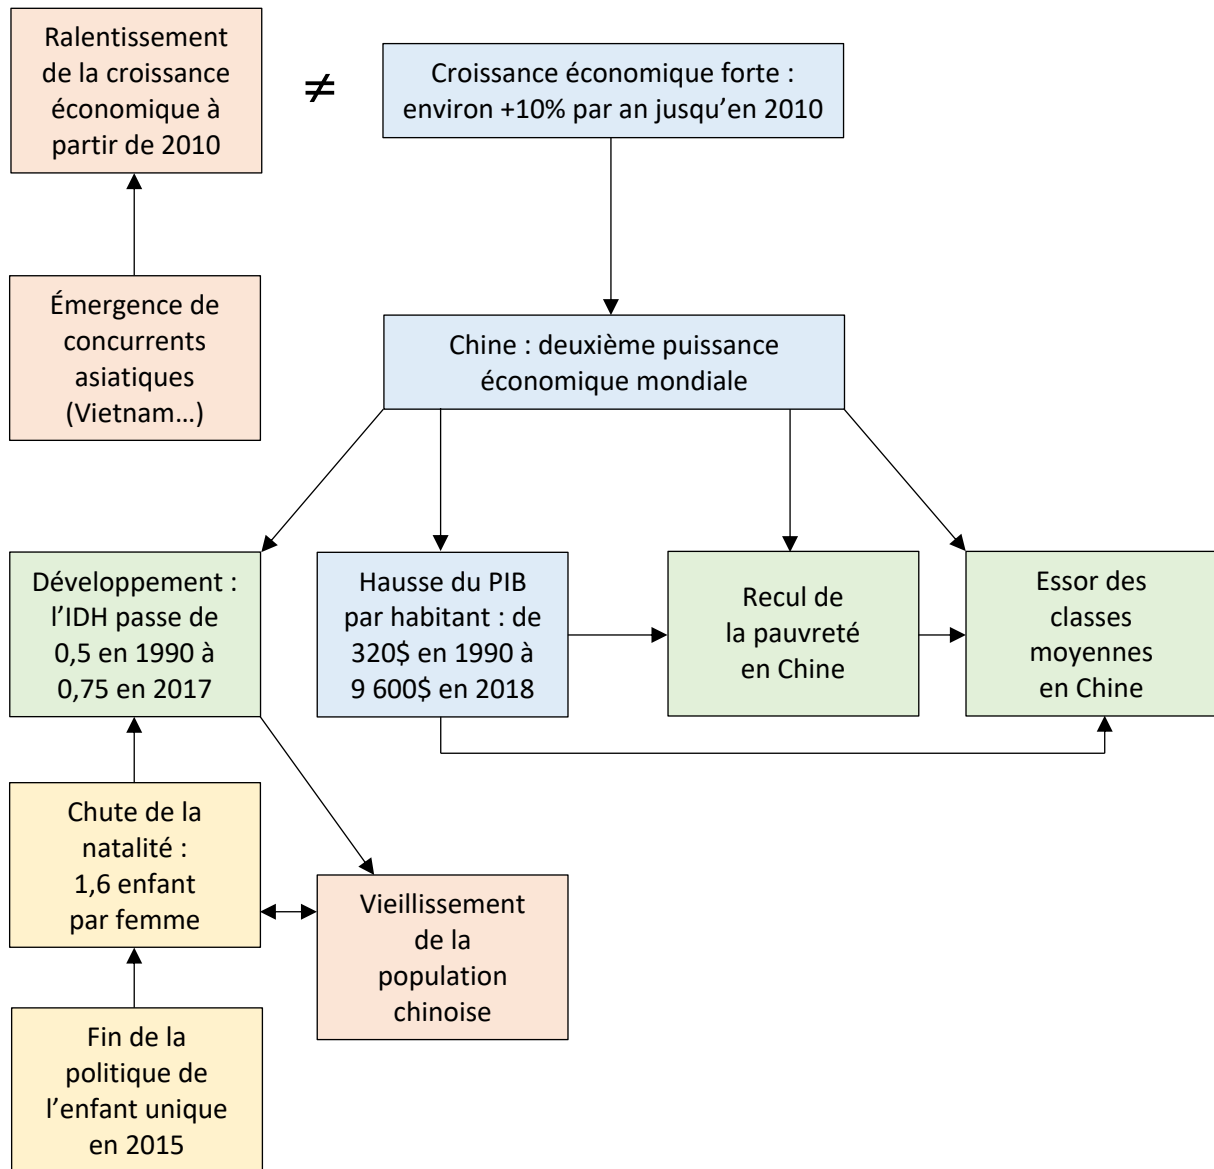 Ralentissement
de la croissance
économique à
partir de 2010
≠
Croissance économique forte :
environ +10% par an jusqu’en 2010
Émergence de
concurrents
asiatiques
(Vietnam…)
Chine : deuxième puissance
économique mondiale
Développement :
l’IDH passe de
0,5 en 1990 à
0,75 en 2017
Hausse du PIB
par habitant : de
320$ en 1990 à
9 600$ en 2018
Recul de
la pauvreté
en Chine
Essor des
classes
moyennes
en Chine
Chute de la
natalité :
1,6 enfant
par femme
Vieillissement
de la
population
chinoise
Fin de la
politique de
l’enfant unique
en 2015